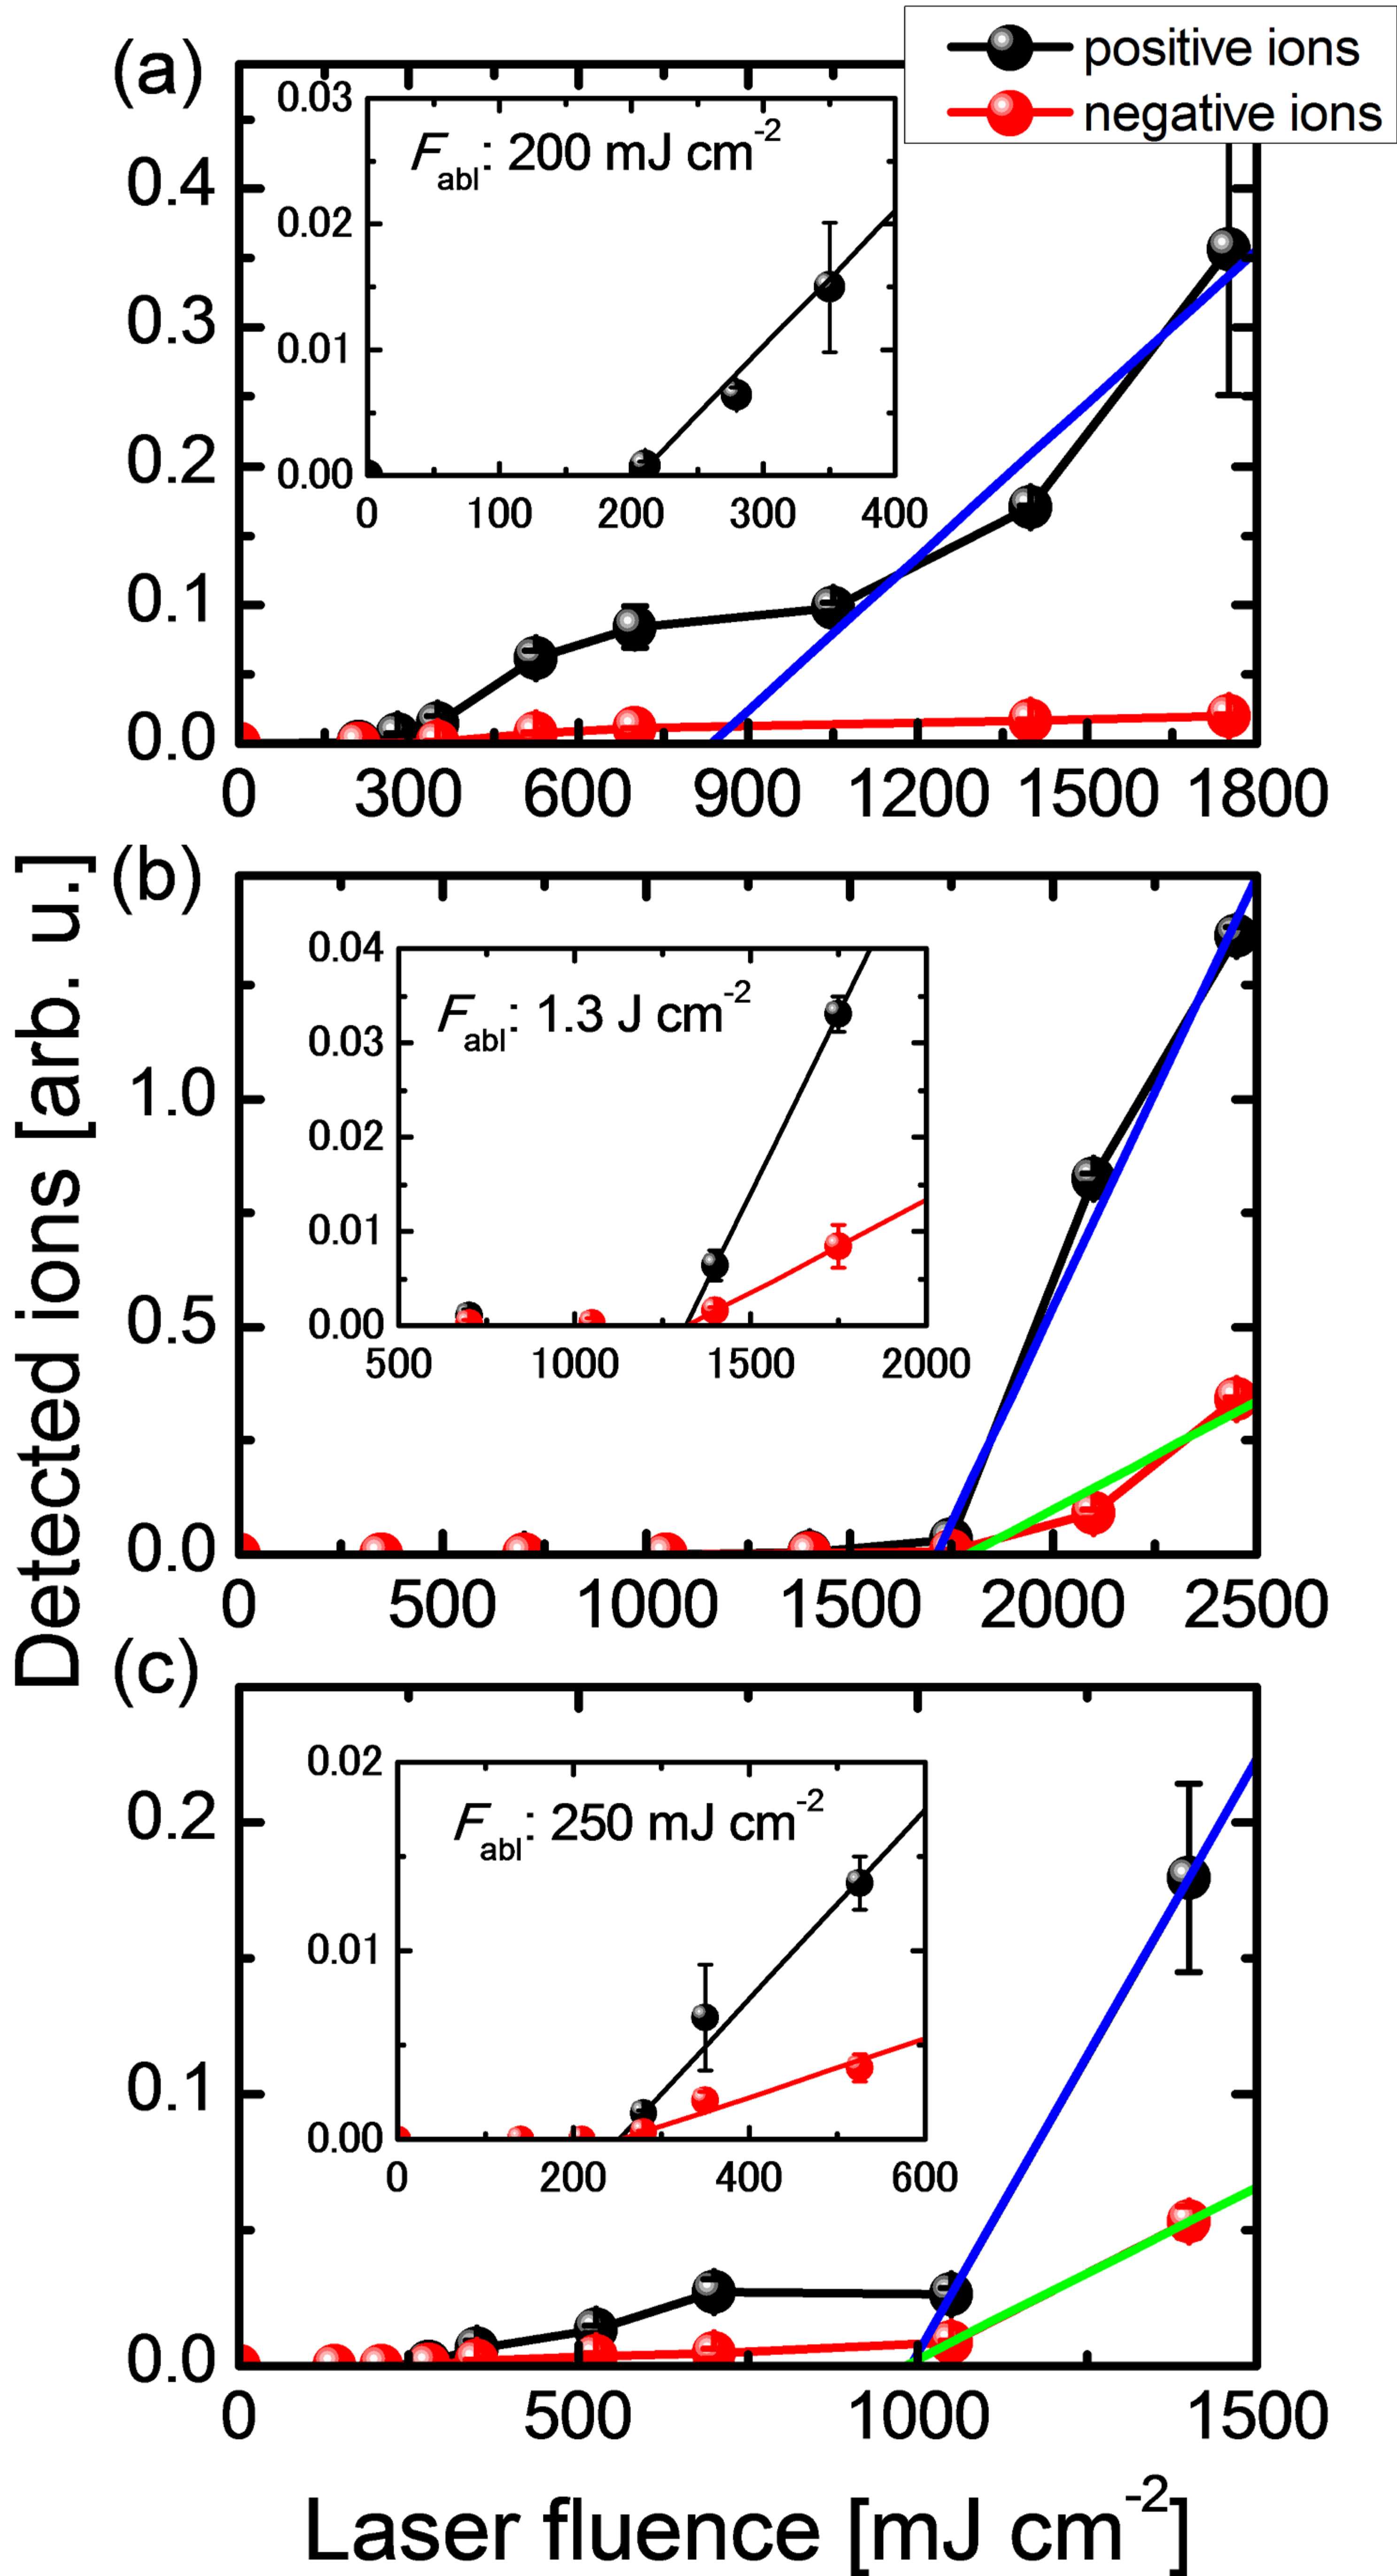 positive ions
negative ions
(a)
0.4
0.3
0.2
0.1
0.0
0 300 600 900 1200 1500 1800
F_abl: 200 mJ cm⁻²
0.03
0.02
0.01
0.00
0 100 200 300 400
(b)
1.0
0.5
0.0
0 500 1000 1500 2000 2500
F_abl: 1.3 J cm⁻²
0.04
0.03
0.02
0.01
0.00
500 1000 1500 2000
(c)
0.2
0.1
0.0
0 500 1000 1500
F_abl: 250 mJ cm⁻²
0.02
0.01
0.00
0 200 400 600
Detected ions [arb. u.]
Laser fluence [mJ cm⁻²]